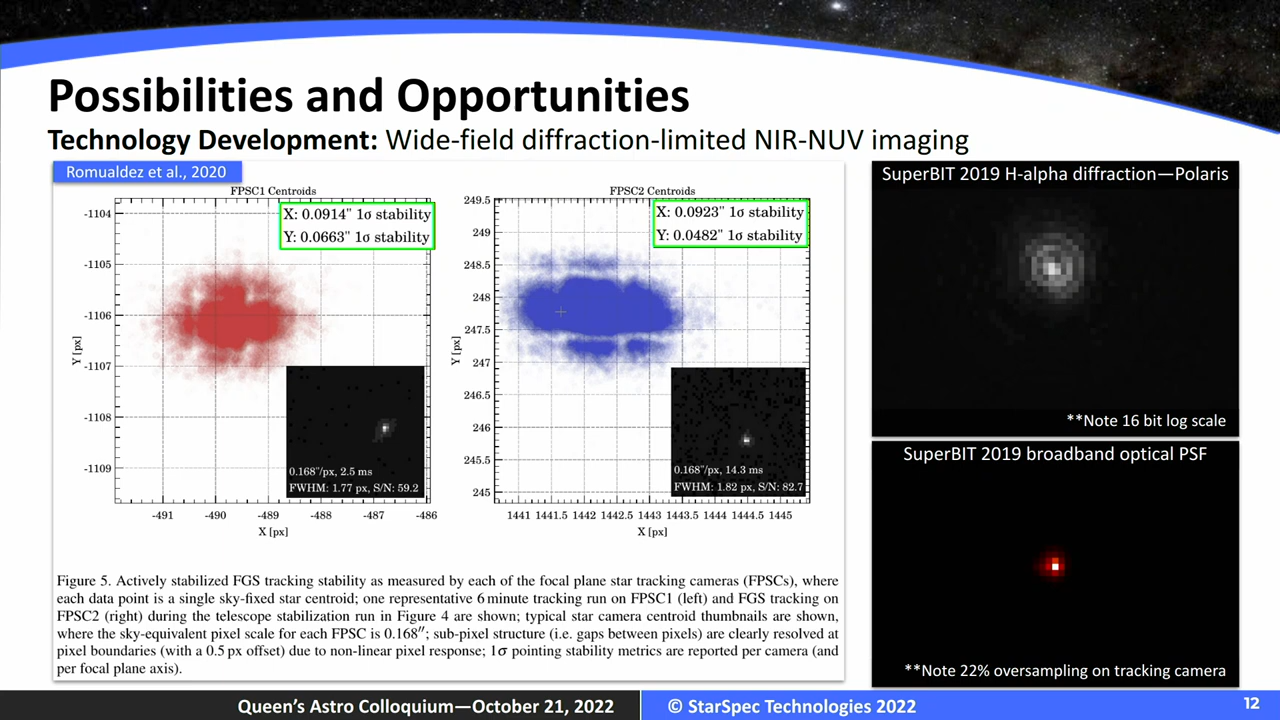 Possibilities and Opportunities
Technology Development: Wide-field diffraction-limited NIR-NUV imaging
Romualdez et al., 2020
FPSC1 Centroids
X: 0.0914" 1σ stability
Y: 0.0663" 1σ stability
-1104
-1105
-1106
-1107
-1108
-1109
Y [px]
0.168"/px, 2.5 ms
FWHM: 1.77 px, S/N: 59.2
-491 -490 -489 -488 -487 -486
X [px]
FPSC2 Centroids
X: 0.0923" 1σ stability
Y: 0.0482" 1σ stability
249.5
249
248.5
248
247.5
247
246.5
246
245.5
245
Y [px]
0.168"/px, 14.3 ms
FWHM: 1.82 px, S/N: 82.7
1441 1441.5 1442 1442.5 1443 1443.5 1444 1444.5 1445
X [px]
Figure 5. Actively stabilized FGS tracking stability as measured by each of the focal plane star tracking cameras (FPSCs), where
each data point is a single sky-fixed star centroid; one representative 6 minute tracking run on FPSC1 (left) and FGS tracking on
FPSC2 (right) during the telescope stabilization run in Figure 4 are shown; typical star camera centroid thumbnails are shown,
where the sky-equivalent pixel scale for each FPSC is 0.168″; sub-pixel structure (i.e. gaps between pixels) are clearly resolved at
pixel boundaries (with a 0.5 px offset) due to non-linear pixel response; 1σ pointing stability metrics are reported per camera (and
per focal plane axis).
SuperBIT 2019 H-alpha diffraction—Polaris
**Note 16 bit log scale
SuperBIT 2019 broadband optical PSF
**Note 22% oversampling on tracking camera
Queen's Astro Colloquium—October 21, 2022
© StarSpec Technologies 2022
12